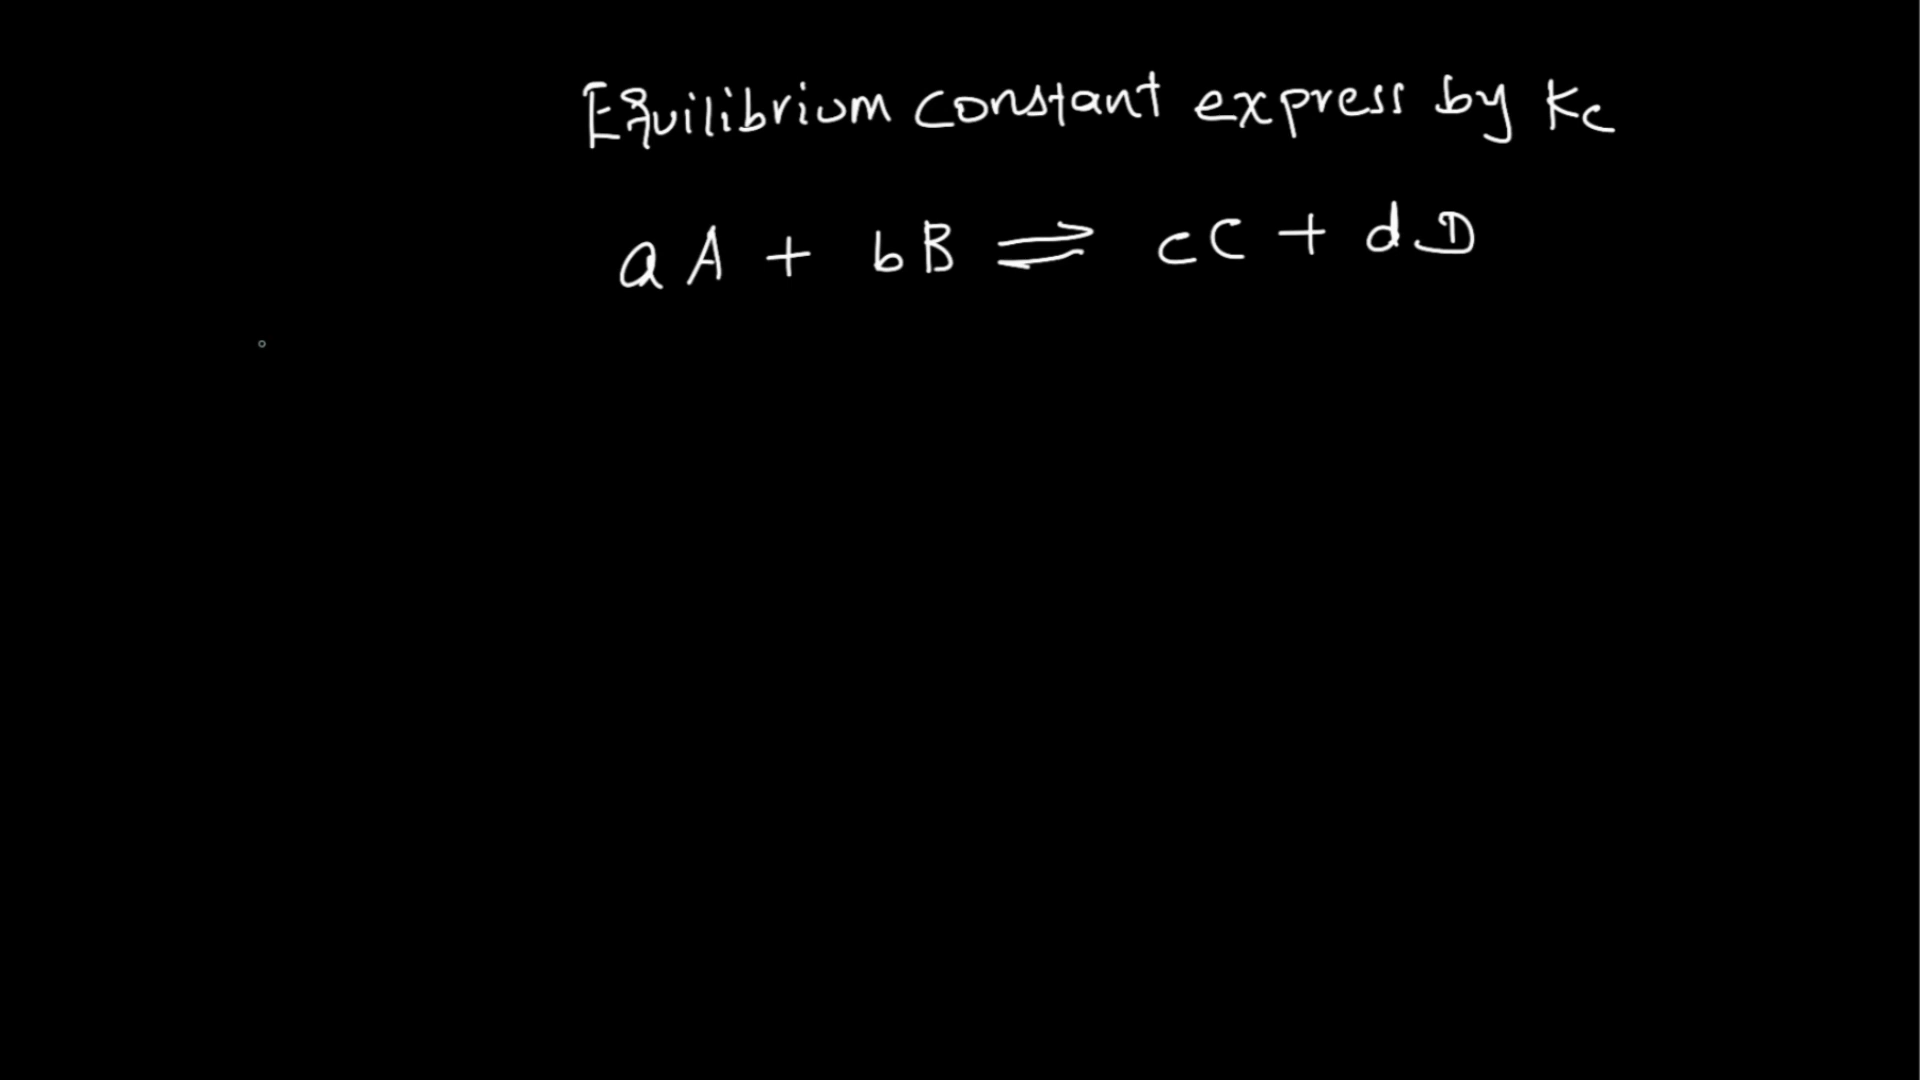 Equilibrium constant express by Kc
aA + bB ⇌ cC + dD